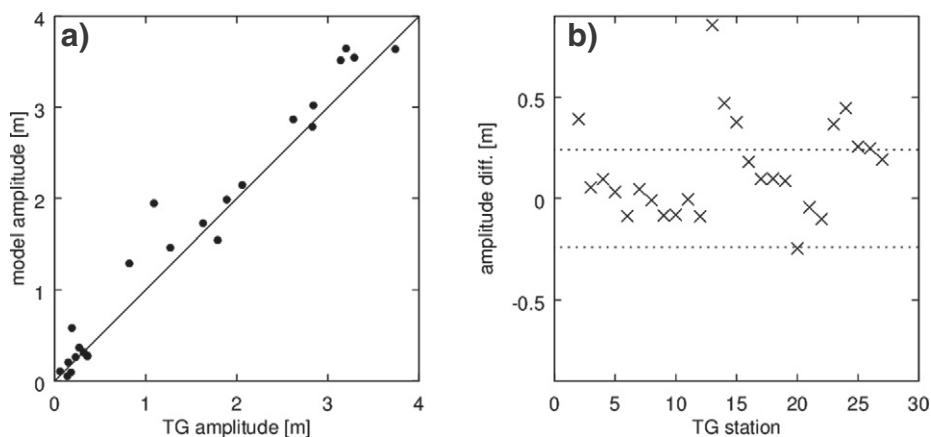 a)
4
3
2
1
0
0 1 2 3 4
model amplitude [m]
TG amplitude [m]
b)
0.5
0
-0.5
0 5 10 15 20 25 30
amplitude diff. [m]
TG station